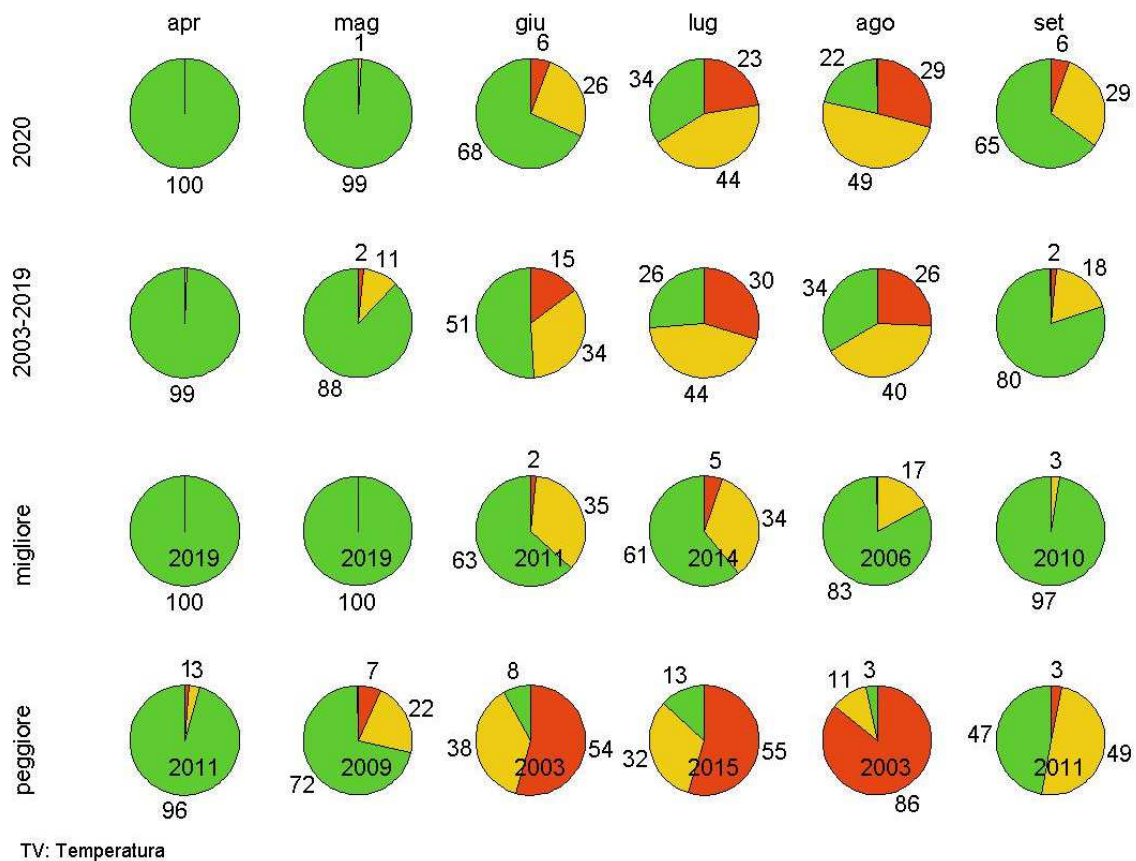 apr mag giu lug ago set
2020
100
1 99
6 26 68
23 34 44
22 29 49
6 29 65
2003-2019
99
2 11 88
15 51 34
26 30 44
34 26 40
2 18 80
migliore
2019 100
2019 100
2 35 63 2011
5 34 61 2014
17 2006 83
3 2010 97
peggiore
13 2011 96
7 22 2009 72
8 38 54 2003
13 32 55 2015
11 3 2003 86
3 47 49 2011
TV: Temperatura